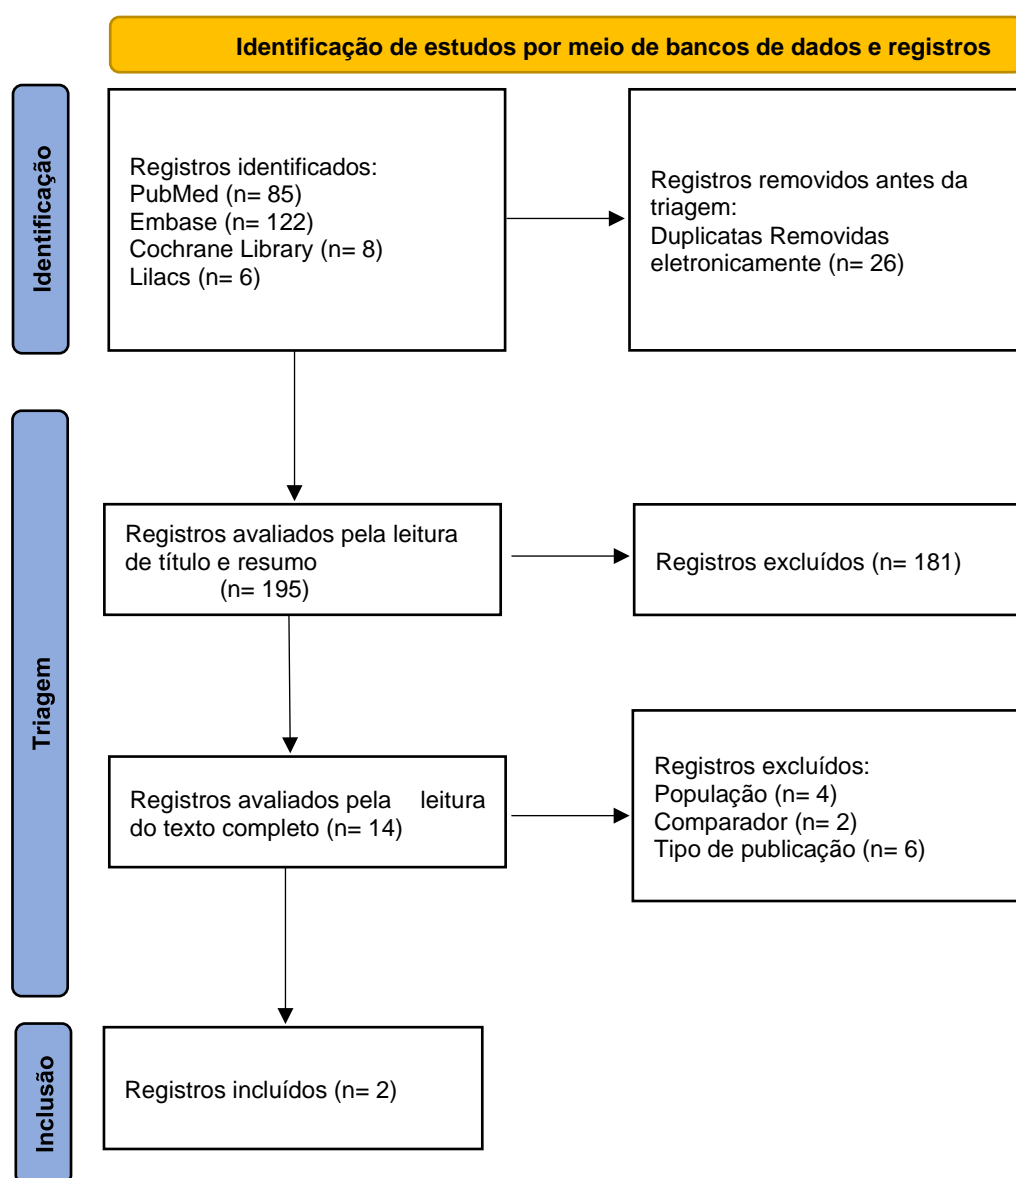 Identificação de estudos por meio de bancos de dados e registros
Identificação
Registros identificados:
PubMed (n= 85)
Embase (n= 122)
Cochrane Library (n= 8)
Lilacs (n= 6)
Registros removidos antes da
triagem:
Duplicatas Removidas
eletronicamente (n= 26)
Triagem
Registros avaliados pela leitura
de título e resumo
(n= 195)
Registros excluídos (n= 181)
Registros avaliados pela leitura
do texto completo (n= 14)
Registros excluídos:
População (n= 4)
Comparador (n= 2)
Tipo de publicação (n= 6)
Inclusão
Registros incluídos (n= 2)